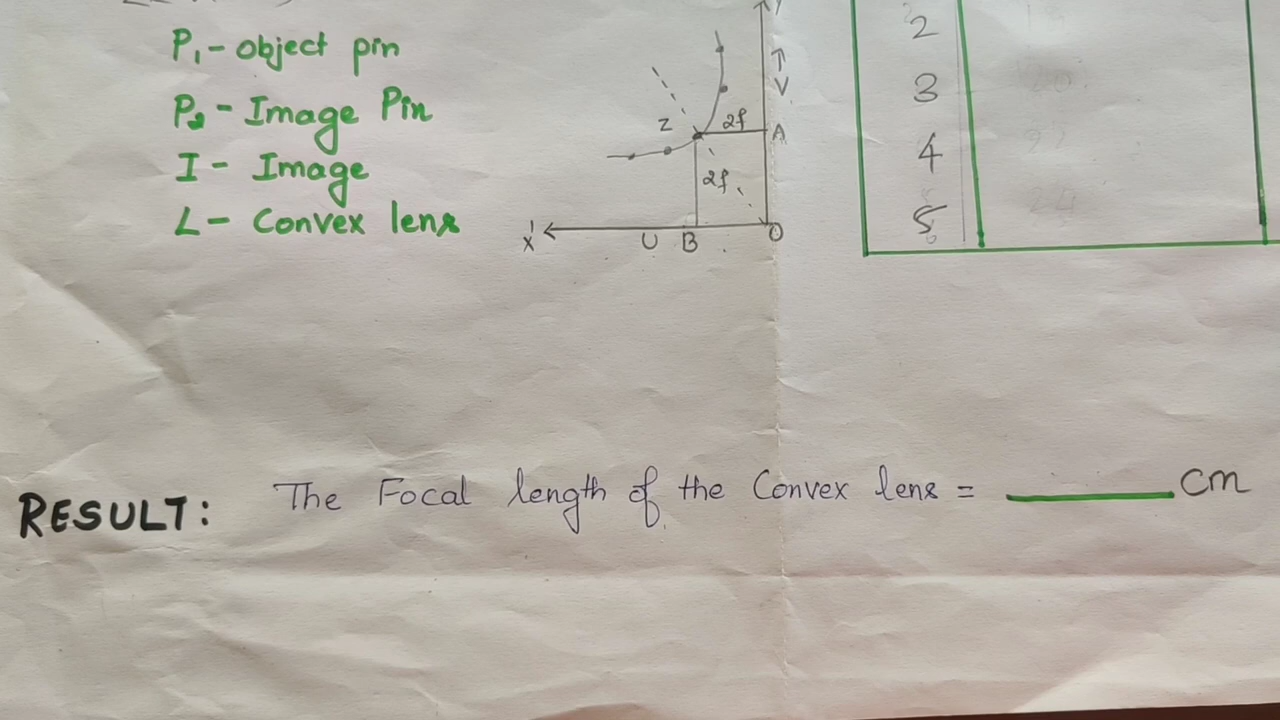 P₁ - object pin
P₂ - Image Pin
I - Image
L - Convex lens
V
Z
2f
A
2f
X'
U
B
O
2
3
4
5
RESULT: The Focal length of the Convex lens = ______ cm